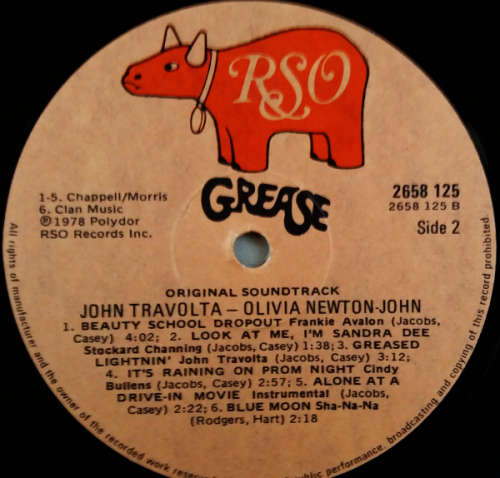 RSO
GREASE
1-5. Chappell/Morris
6. Clan Music
℗1978 Polydor
RSO Records Inc.
2658 125
2658 125 B
Side 2
ORIGINAL SOUNDTRACK
JOHN TRAVOLTA – OLIVIA NEWTON-JOHN
1. BEAUTY SCHOOL DROPOUT Frankie Avalon (Jacobs,
Casey) 4:02; 2. LOOK AT ME, I'M SANDRA DEE
Stockard Channing (Jacobs, Casey) 1:38; 3. GREASED
LIGHTNIN' John Travolta (Jacobs, Casey) 3:12;
4. IT'S RAINING ON PROM NIGHT Cindy
Bullens (Jacobs, Casey) 2:57; 5. ALONE AT A
DRIVE-IN MOVIE Instrumental (Jacobs,
Casey) 2:22; 6. BLUE MOON Sha-Na-Na
(Rodgers, Hart) 2:18
All rights of manufacturer and the owner of the recorded work reserved performance, broadcasting and copying of this record prohibited.